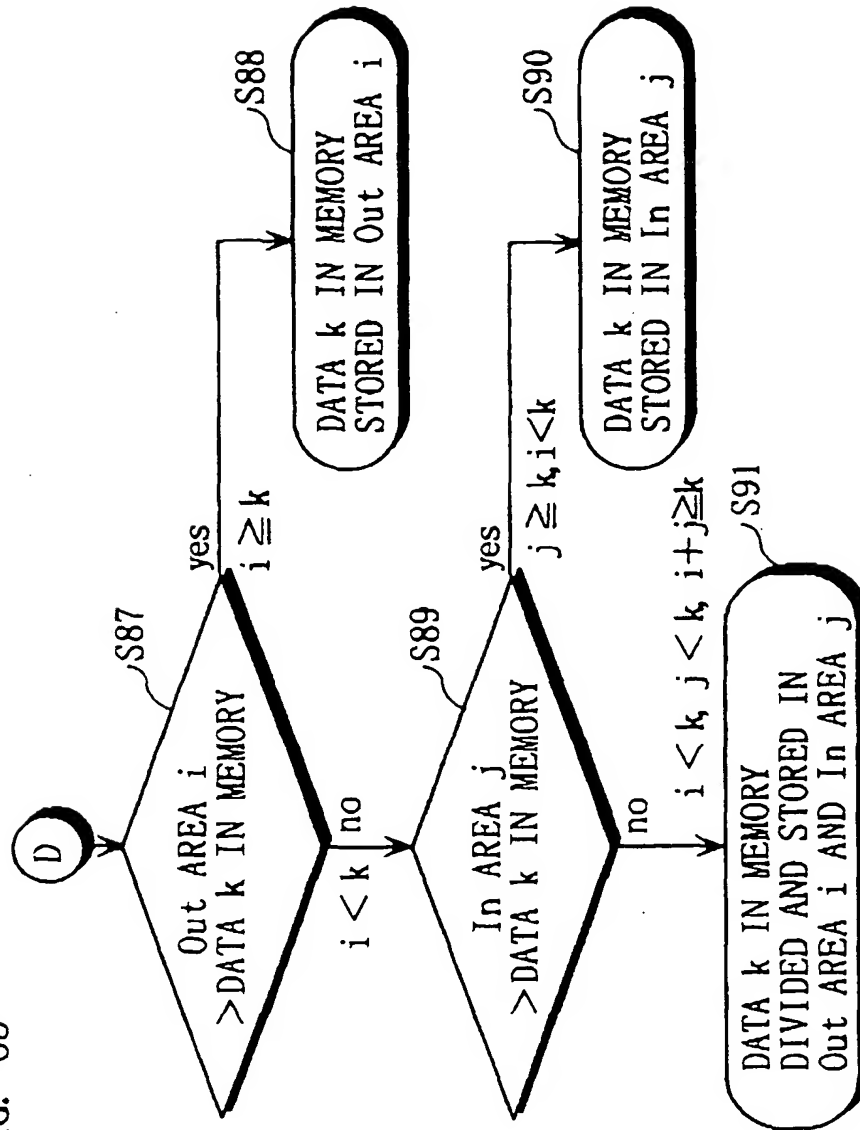 D
S87
Out AREA i
>DATA k IN MEMORY
yes
i ≧ k
S88
DATA k IN MEMORY
STORED IN Out AREA i
no
i < k
S89
In AREA j
>DATA k IN MEMORY
yes
j ≧ k, i<k
S90
DATA k IN MEMORY
STORED IN In AREA j
no
i < k, j < k, i+j≧k
S91
DATA k IN MEMORY
DIVIDED AND STORED IN
Out AREA i AND In AREA j